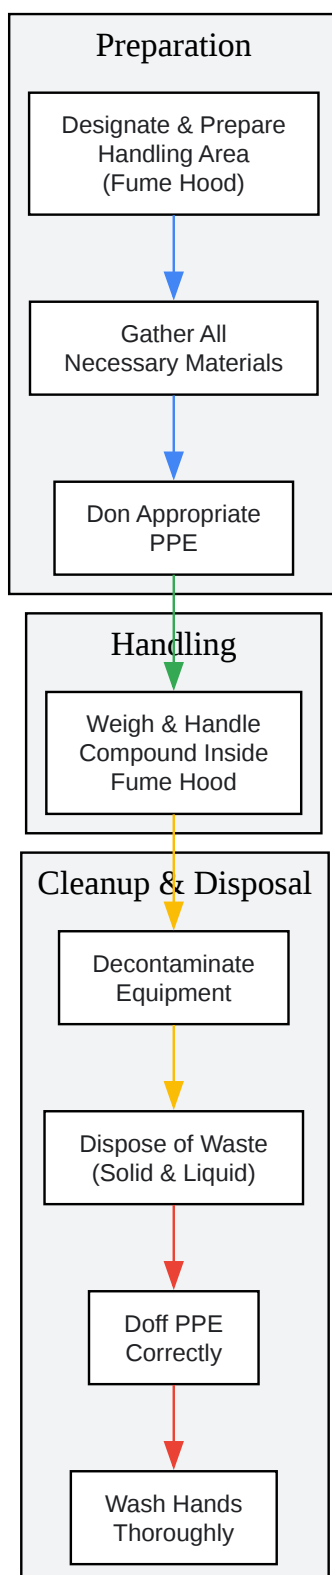 Preparation
Designate & Prepare
Handling Area
(Fume Hood)
Gather All
Necessary Materials
Don Appropriate
PPE
Handling
Weigh & Handle
Compound Inside
Fume Hood
Cleanup & Disposal
Decontaminate
Equipment
Dispose of Waste
(Solid & Liquid)
Doff PPE
Correctly
Wash Hands
Thoroughly